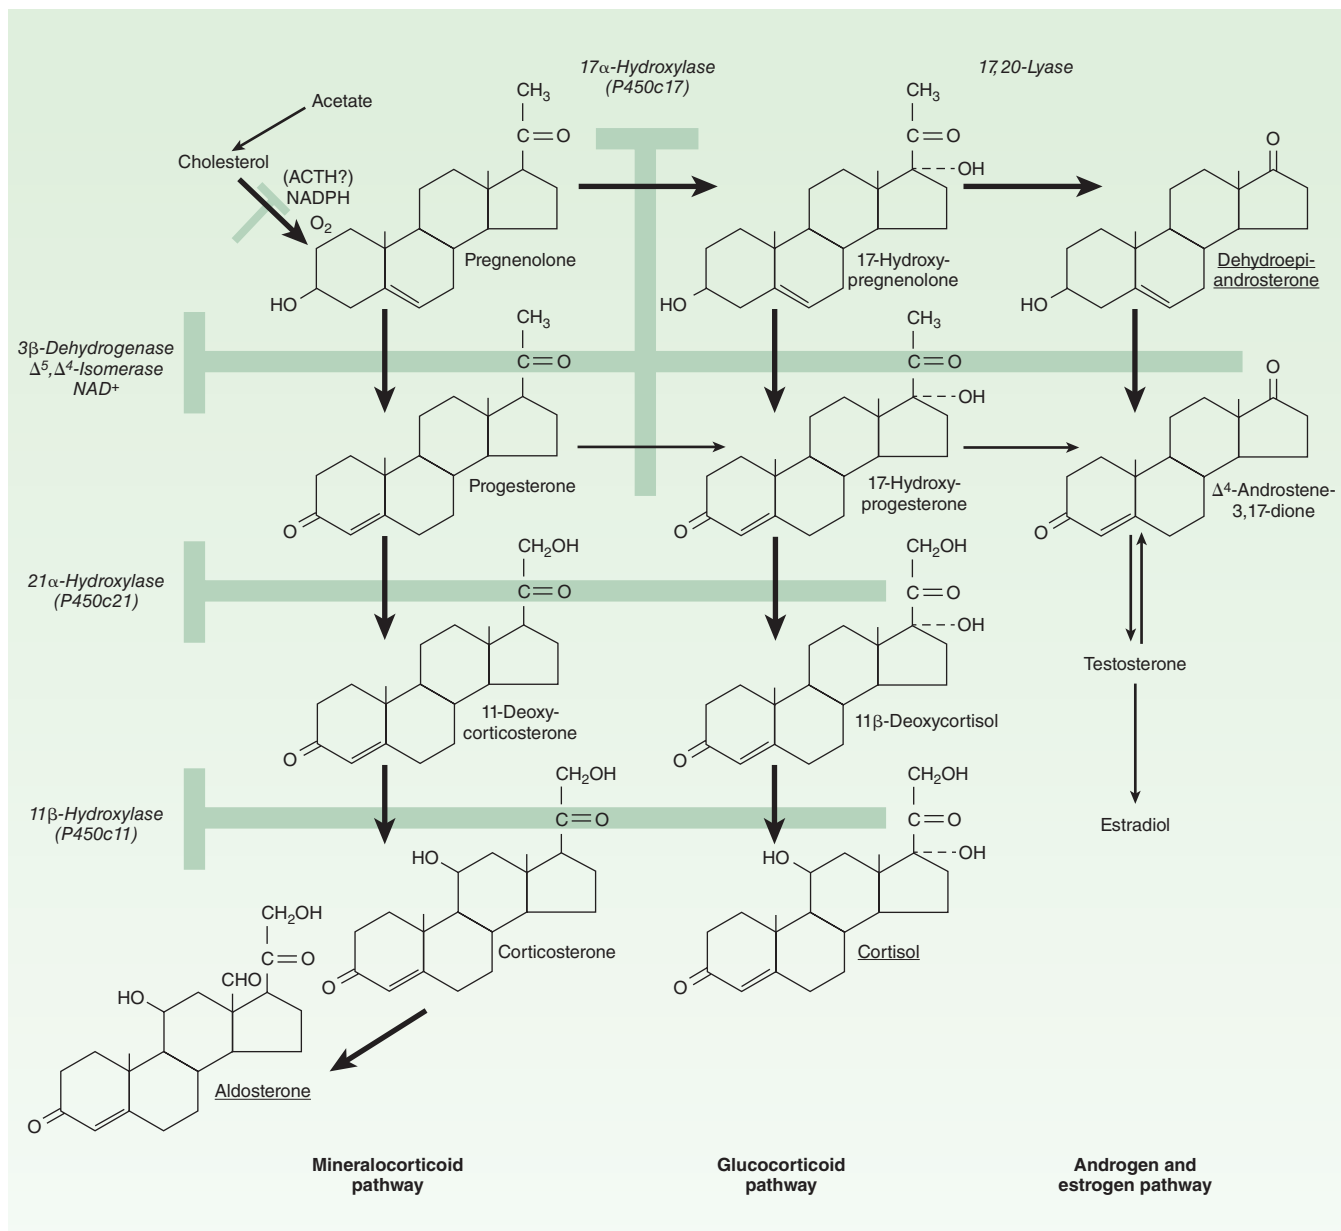 17α-Hydroxylase
(P450c17)
17,20-Lyase
Acetate
Cholesterol
(ACTH?)
NADPH
O₂
CH₃
C=O
HO
Pregnenolone
CH₃
C=O
OH
HO
17-Hydroxy-
pregnenolone
O
HO
Dehydroepi-
androsterone
3β-Dehydrogenase
Δ⁵,Δ⁴-Isomerase
NAD⁺
CH₃
C=O
O
Progesterone
CH₃
C=O
OH
O
17-Hydroxy-
progesterone
O
O
Δ⁴-Androstene-
3,17-dione
21α-Hydroxylase
(P450c21)
CH₂OH
C=O
O
11-Deoxy-
corticosterone
CH₂OH
C=O
OH
O
11β-Deoxycortisol
Testosterone
Estradiol
11β-Hydroxylase
(P450c11)
CH₂OH
C=O
HO
O
Corticosterone
CH₂OH
C=O
OH
HO
O
Cortisol
CH₂OH
C=O
CHO
HO
O
Aldosterone
Mineralocorticoid
pathway
Glucocorticoid
pathway
Androgen and
estrogen pathway